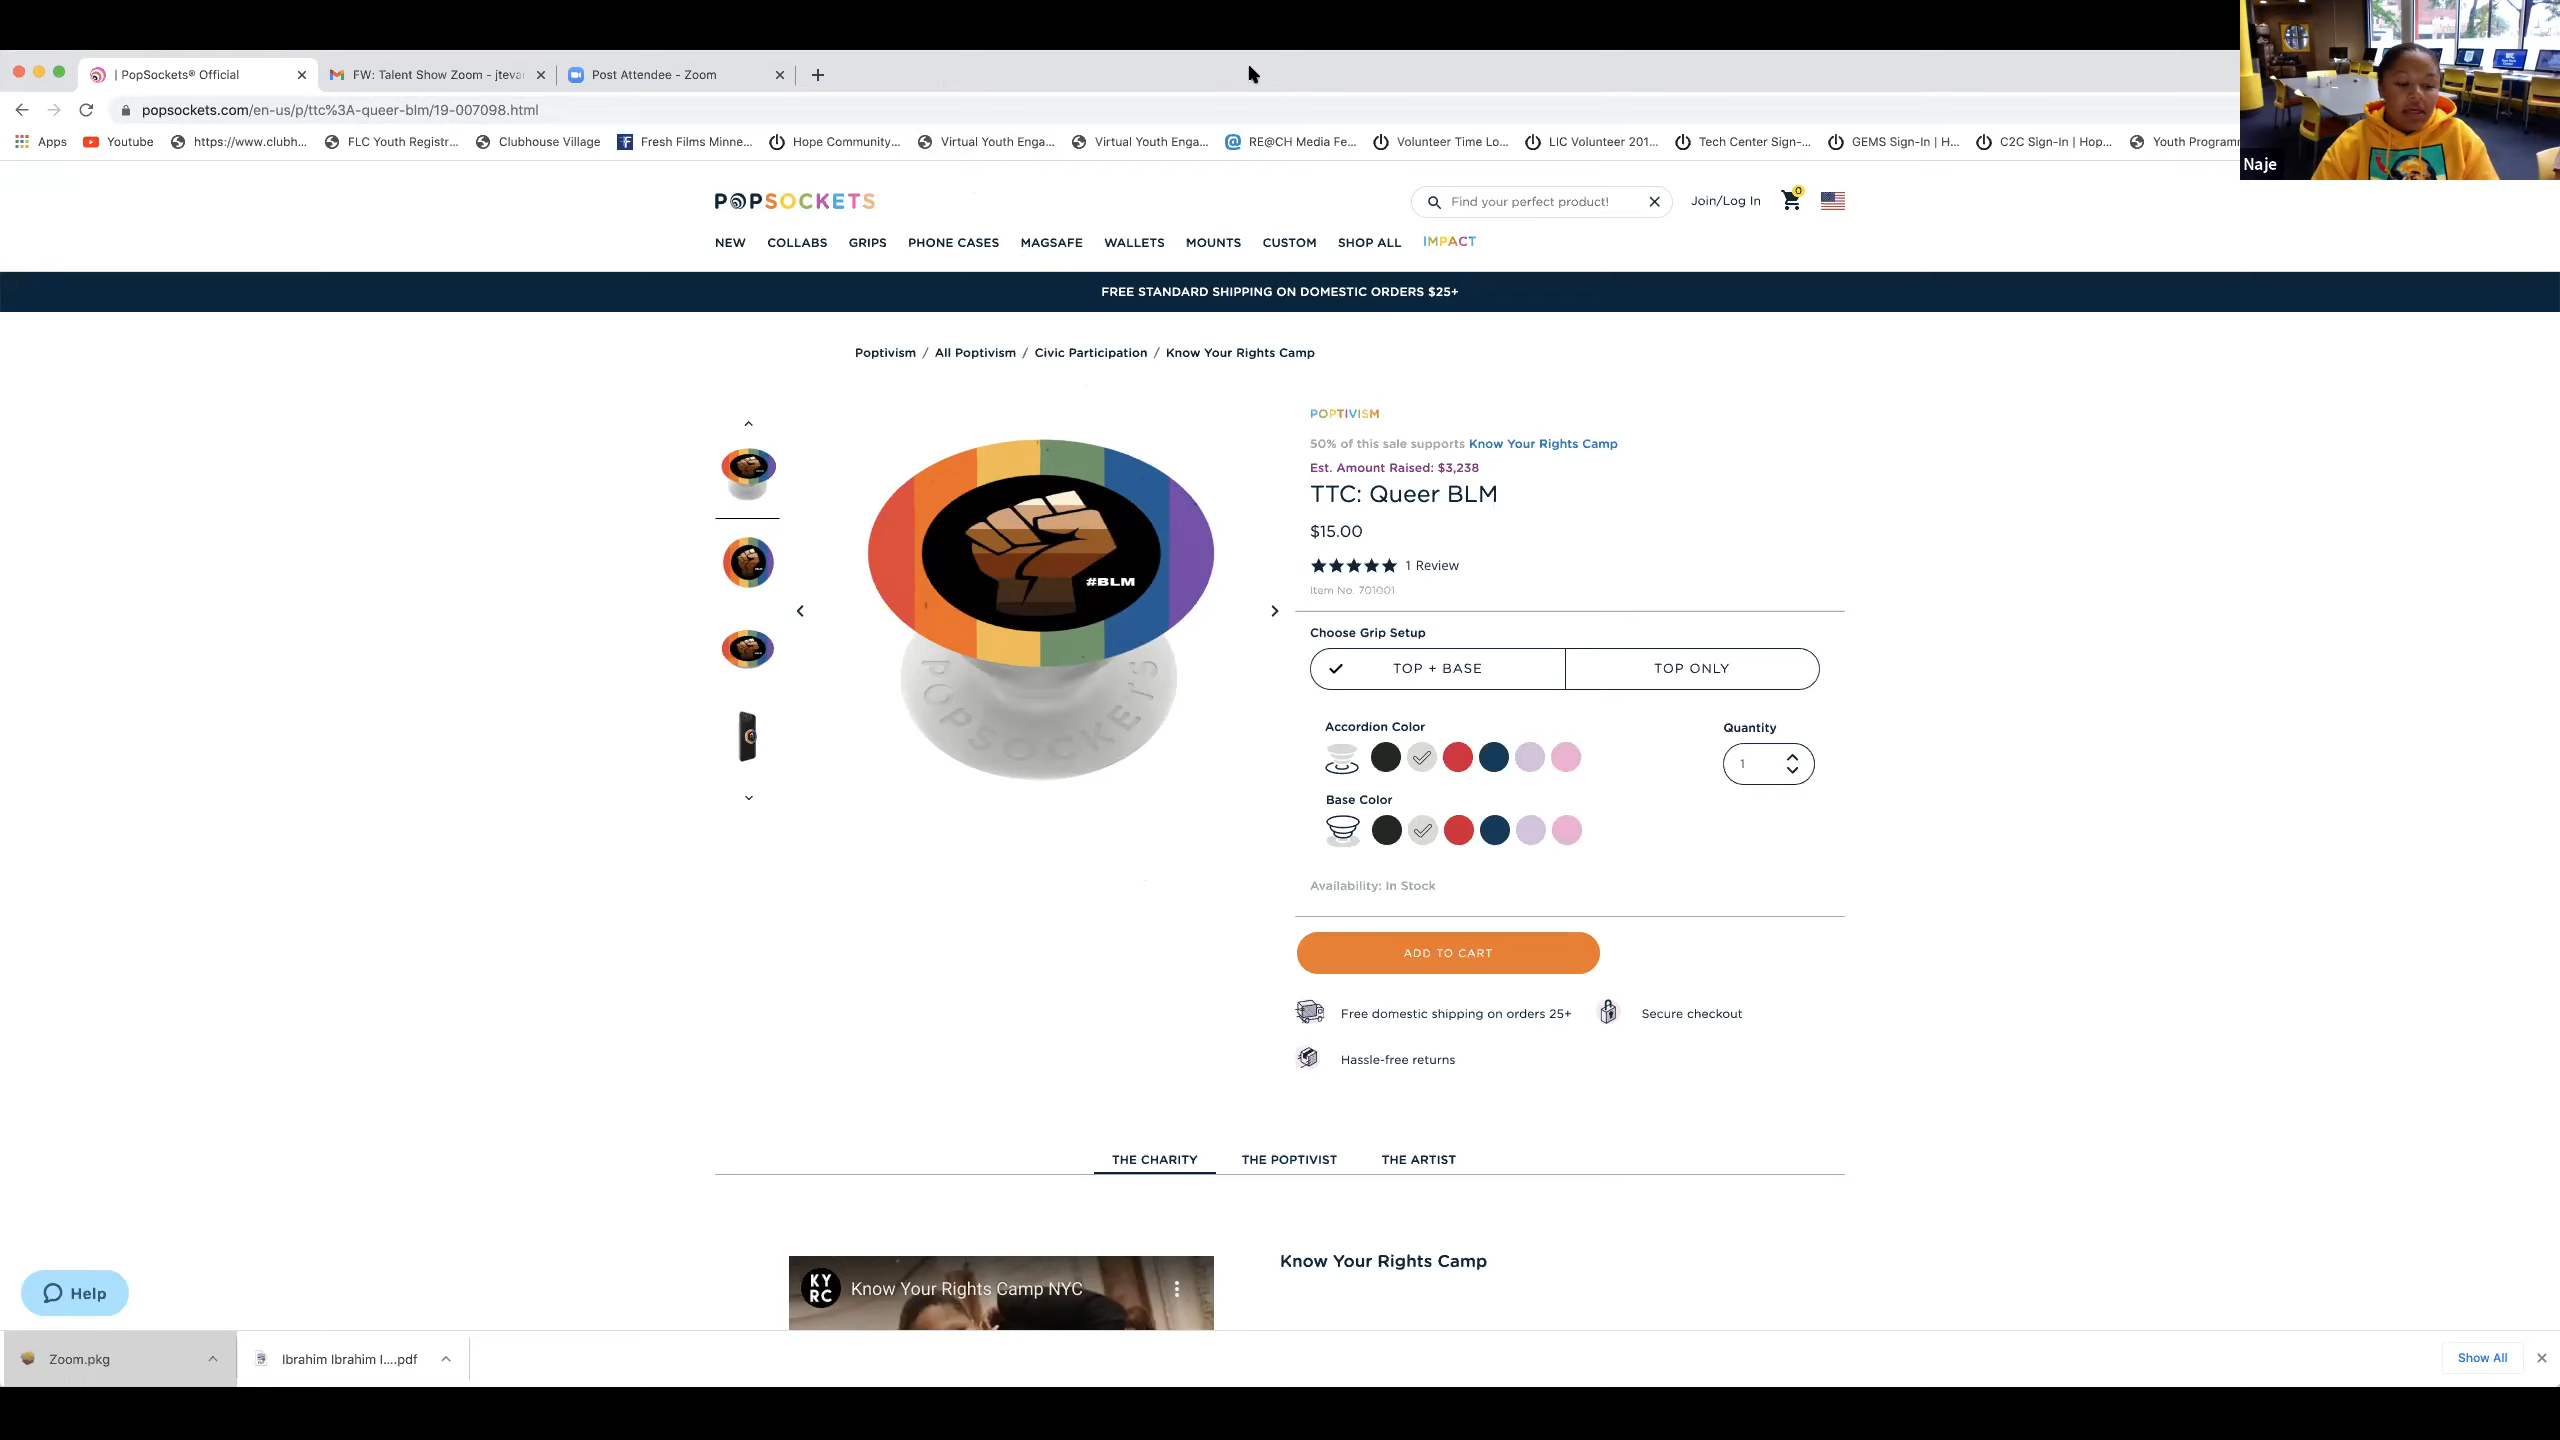 | PopSockets® Official
FW: Talent Show Zoom - jtevan
Post Attendee - Zoom
popsockets.com/en-us/p/ttc%3A-queer-blm/19-007098.html
Apps Youtube https://www.clubh... FLC Youth Registr... Clubhouse Village Fresh Films Minne... Hope Community... Virtual Youth Enga... Virtual Youth Enga... RE@CH Media Fe... Volunteer Time Lo... LIC Volunteer 201... Tech Center Sign-... GEMS Sign-In | H... C2C Sign-In | Hop... Youth Programm
Naje
POPSOCKETS
Find your perfect product!
Join/Log In
0
NEW COLLABS GRIPS PHONE CASES MAGSAFE WALLETS MOUNTS CUSTOM SHOP ALL IMPACT
FREE STANDARD SHIPPING ON DOMESTIC ORDERS $25+
Poptivism / All Poptivism / Civic Participation / Know Your Rights Camp
#BLM
POPSOCKETS
POPTIVISM
50% of this sale supports Know Your Rights Camp
Est. Amount Raised: $3,238
TTC: Queer BLM
$15.00
1 Review
Item No. 701001
Choose Grip Setup
TOP + BASE TOP ONLY
Accordion Color
Quantity
1
Base Color
Availability: In Stock
ADD TO CART
Free domestic shipping on orders 25+ Secure checkout
Hassle-free returns
THE CHARITY THE POPTIVIST THE ARTIST
KY
RC
Know Your Rights Camp NYC
Know Your Rights Camp
Help
Zoom.pkg
Ibrahim Ibrahim I....pdf
Show All